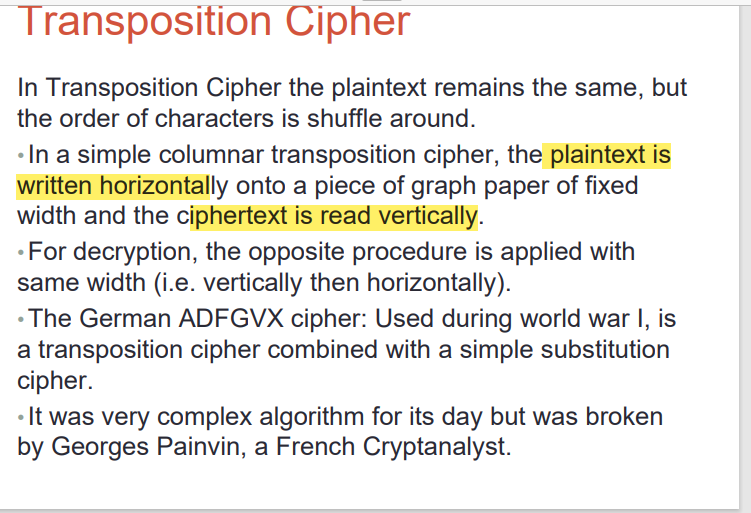 Transposition Cipher
In Transposition Cipher the plaintext remains the same, but
the order of characters is shuffle around.
•In a simple columnar transposition cipher, the plaintext is
written horizontally onto a piece of graph paper of fixed
width and the ciphertext is read vertically.
•For decryption, the opposite procedure is applied with
same width (i.e. vertically then horizontally).
•The German ADFGVX cipher: Used during world war I, is
a transposition cipher combined with a simple substitution
cipher.
•It was very complex algorithm for its day but was broken
by Georges Painvin, a French Cryptanalyst.